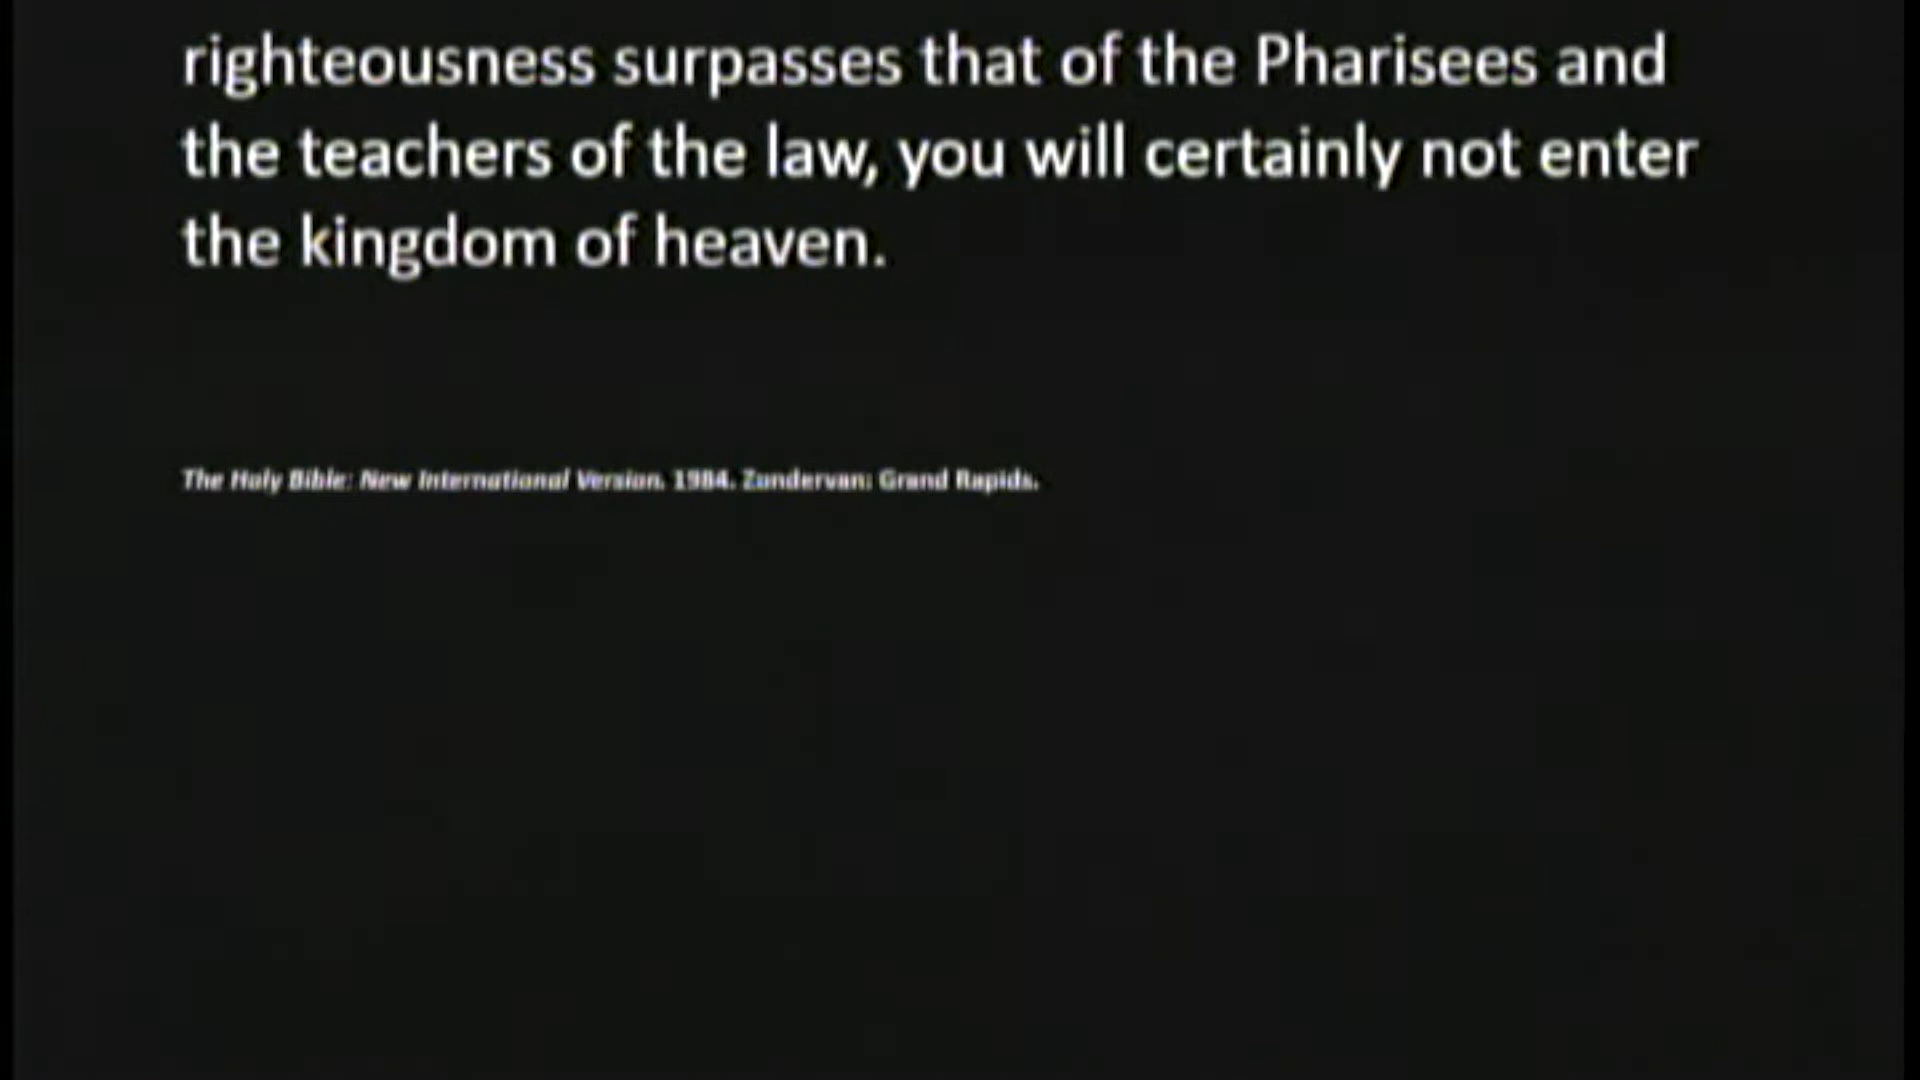 righteousness surpasses that of the Pharisees and
the teachers of the law, you will certainly not enter
the kingdom of heaven.
The Holy Bible: New International Version. 1984. Zondervan: Grand Rapids.